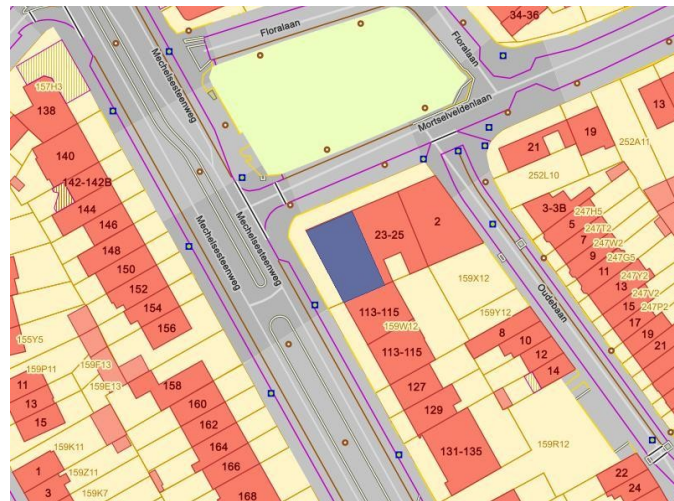 Floralaan
34-36
Floralaan
Mechelsesteenweg
157H3
138
Mortselveldenlaan
13
140
21
19
252A11
142-142B
252L10
144
146
Mechelsesteenweg
Mechelsesteenweg
23-25
2
3-3B
247H5
5
247T2
7
247W2
9
247G5
11
247Y2
13
247V2
15
247P2
17
19
21
148
150
152
154
156
159X12
Oudebaan
113-115
159W12
159Y12
8
10
12
14
113-115
155Y5
159P11
159F13
159E13
11
13
15
158
160
162
164
166
168
127
129
131-135
159R12
159K11
1
159Z11
3
159K7
22
24